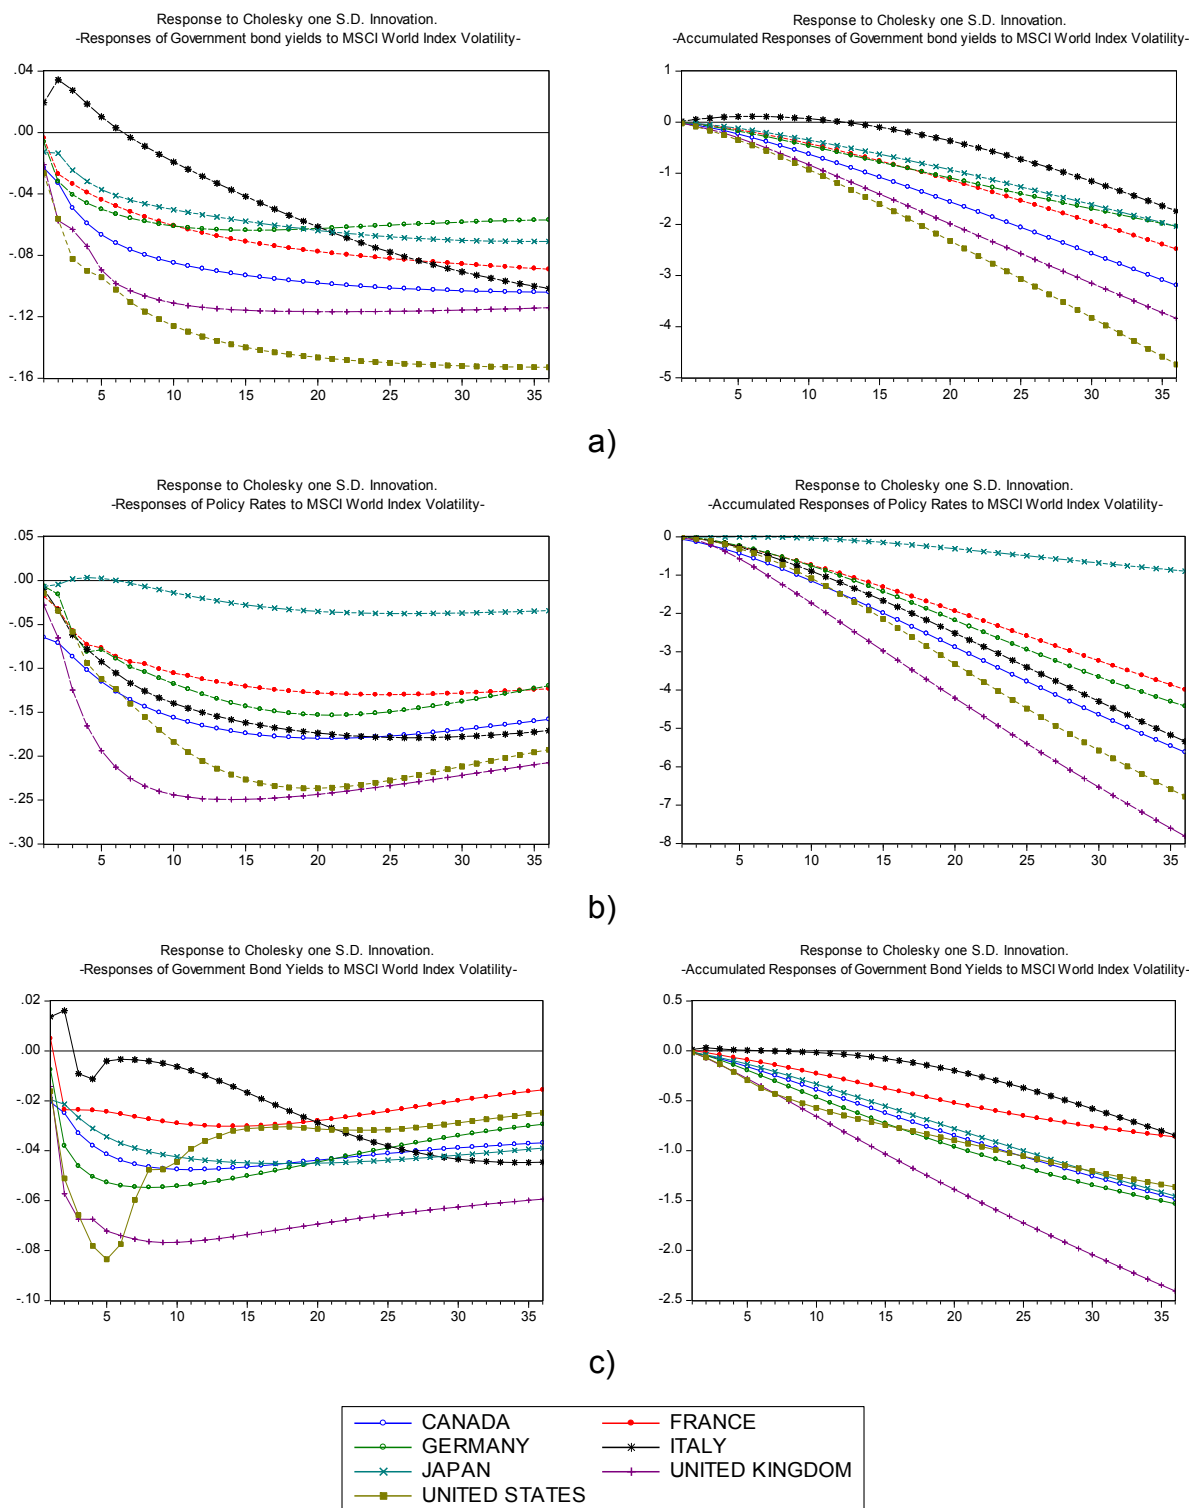 Response to Cholesky one S.D. Innovation.
-Responses of Government bond yields to MSCI World Index Volatility-
.04
.00
-.04
-.08
-.12
-.16
5 10 15 20 25 30 35
Response to Cholesky one S.D. Innovation.
-Accumulated Responses of Government bond yields to MSCI World Index Volatility-
1
0
-1
-2
-3
-4
-5
5 10 15 20 25 30 35
a)
Response to Cholesky one S.D. Innovation.
-Responses of Policy Rates to MSCI World Index Volatility-
.05
.00
-.05
-.10
-.15
-.20
-.25
-.30
5 10 15 20 25 30 35
Response to Cholesky one S.D. Innovation.
-Accumulated Responses of Policy Rates to MSCI World Index Volatility-
0
-1
-2
-3
-4
-5
-6
-7
-8
5 10 15 20 25 30 35
b)
Response to Cholesky one S.D. Innovation.
-Responses of Government Bond Yields to MSCI World Index Volatility-
.02
.00
-.02
-.04
-.06
-.08
-.10
5 10 15 20 25 30 35
Response to Cholesky one S.D. Innovation.
-Accumulated Responses of Government Bond Yields to MSCI World Index Volatility-
0.5
0.0
-0.5
-1.0
-1.5
-2.0
-2.5
5 10 15 20 25 30 35
c)
CANADA FRANCE
GERMANY ITALY
JAPAN UNITED KINGDOM
UNITED STATES